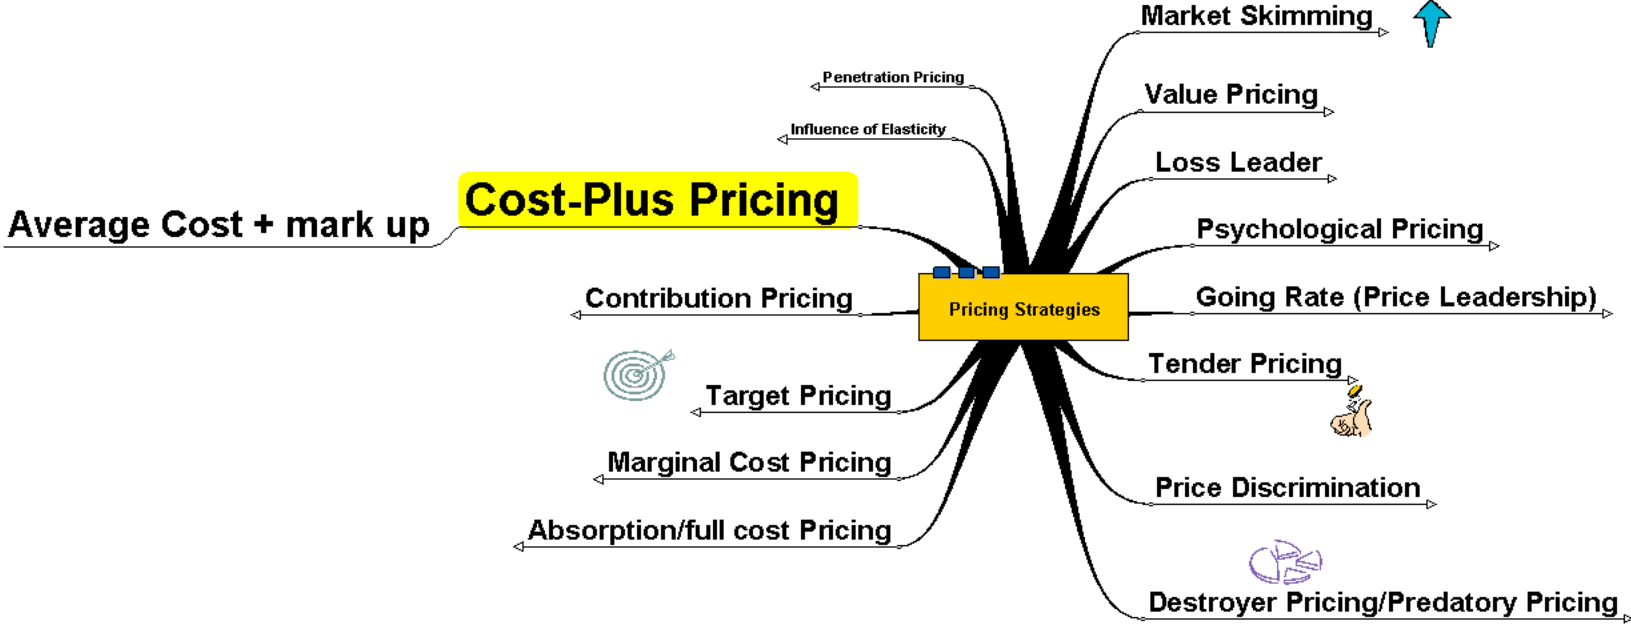 Market Skimming
Penetration Pricing
Value Pricing
Influence of Elasticity
Loss Leader
Cost-Plus Pricing
Average Cost + mark up
Psychological Pricing
Contribution Pricing
Pricing Strategies
Going Rate (Price Leadership)
Target Pricing
Tender Pricing
Marginal Cost Pricing
Price Discrimination
Absorption/full cost Pricing
Destroyer Pricing/Predatory Pricing